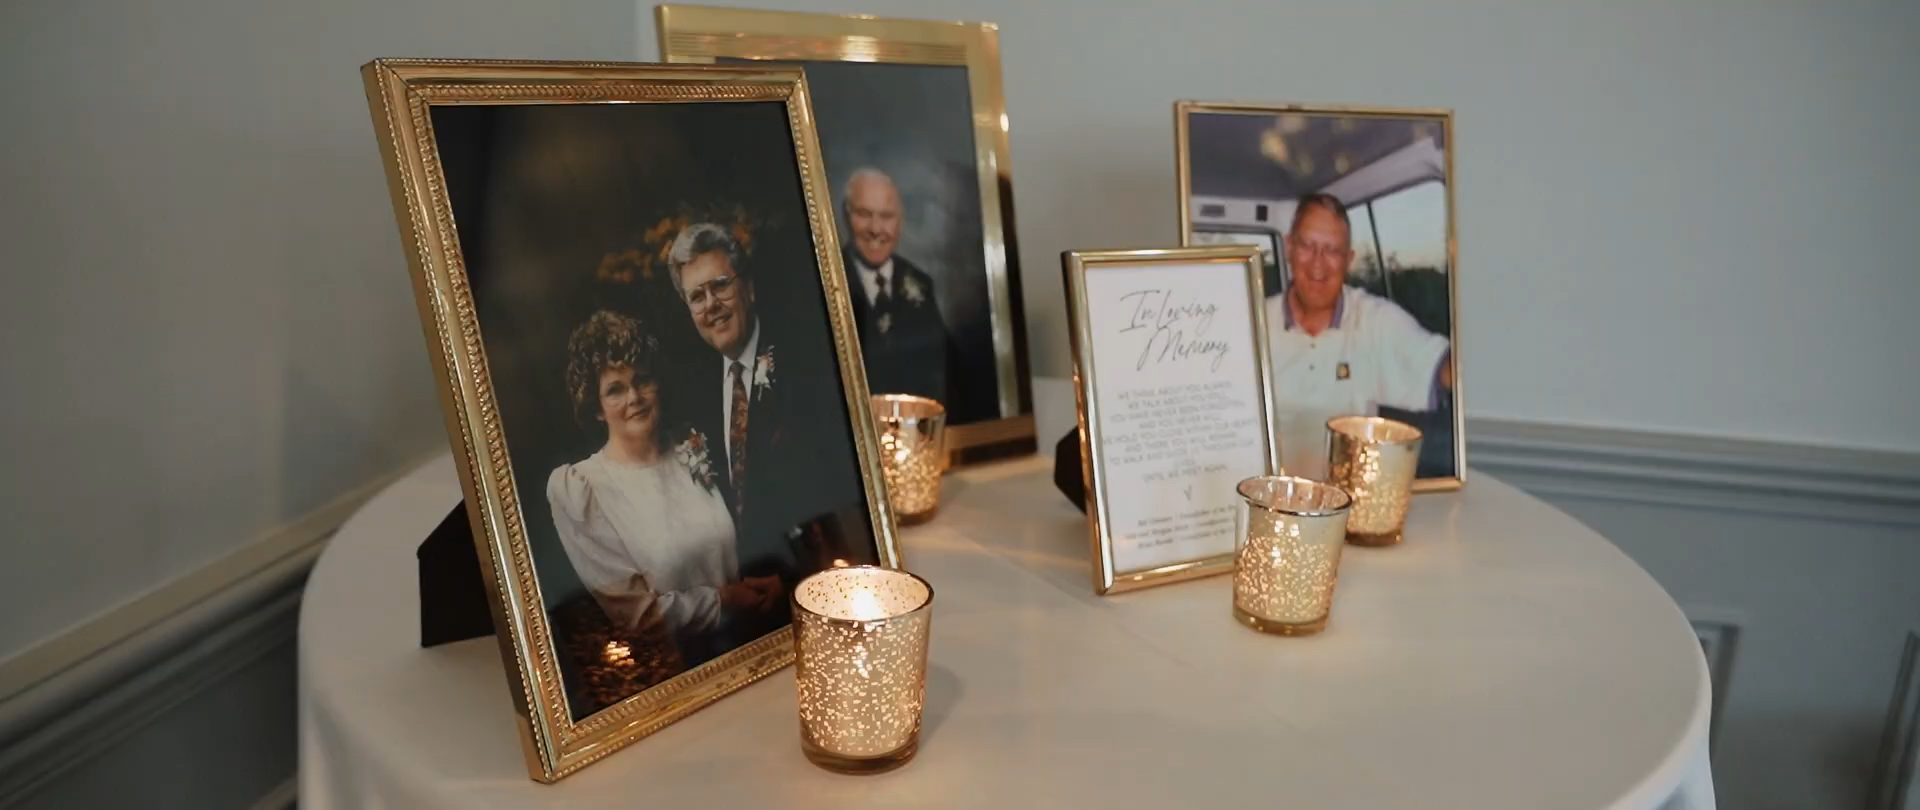 In Loving
Memory
WE THINK ABOUT YOU ALWAYS,
WE TALK ABOUT YOU STILL,
YOU HAVE NEVER BEEN FORGOTTEN,
AND YOU NEVER WILL.
WE HOLD YOU CLOSE WITHIN OUR HEARTS
AND THERE YOU WILL REMAIN
TO WALK AND GUIDE US THROUGH OUR
LIVES
UNTIL WE MEET AGAIN.